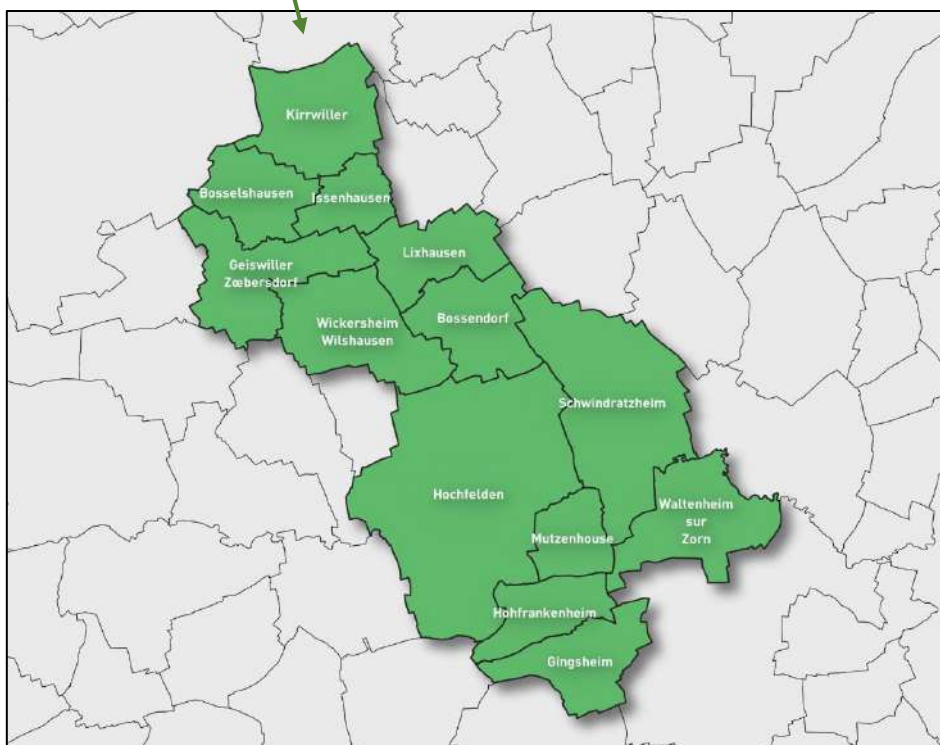 Kirrwiller
Bosselshausen
Issenhausen
Lixhausen
Geiswiller
Zœbersdorf
Bossendorf
Wickersheim
Wilshausen
Schwindratzheim
Hochfelden
Waltenheim
sur
Zorn
Mutzenhouse
Hohfrankenheim
Gingsheim